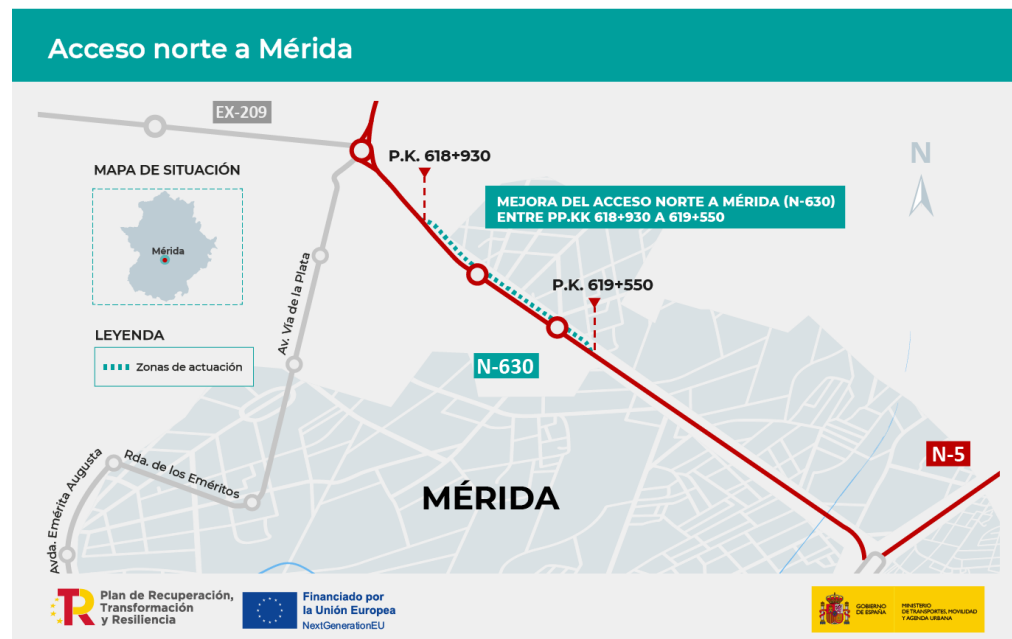 Acceso norte a Mérida
EX-209
P.K. 618+930
N
MAPA DE SITUACIÓN
Mérida
MEJORA DEL ACCESO NORTE A MÉRIDA (N-630)
ENTRE PP.KK 618+930 A 619+550
P.K. 619+550
Av. Vía de la Plata
LEYENDA
Zonas de actuación
N-630
N-5
Rda. de los Eméritos
Avda. Emérita Augusta
MÉRIDA
Plan de Recuperación,
Transformación
y Resiliencia
Financiado por
la Unión Europea
NextGenerationEU
GOBIERNO
DE ESPAÑA
MINISTERIO
DE TRANSPORTES, MOVILIDAD
Y AGENDA URBANA